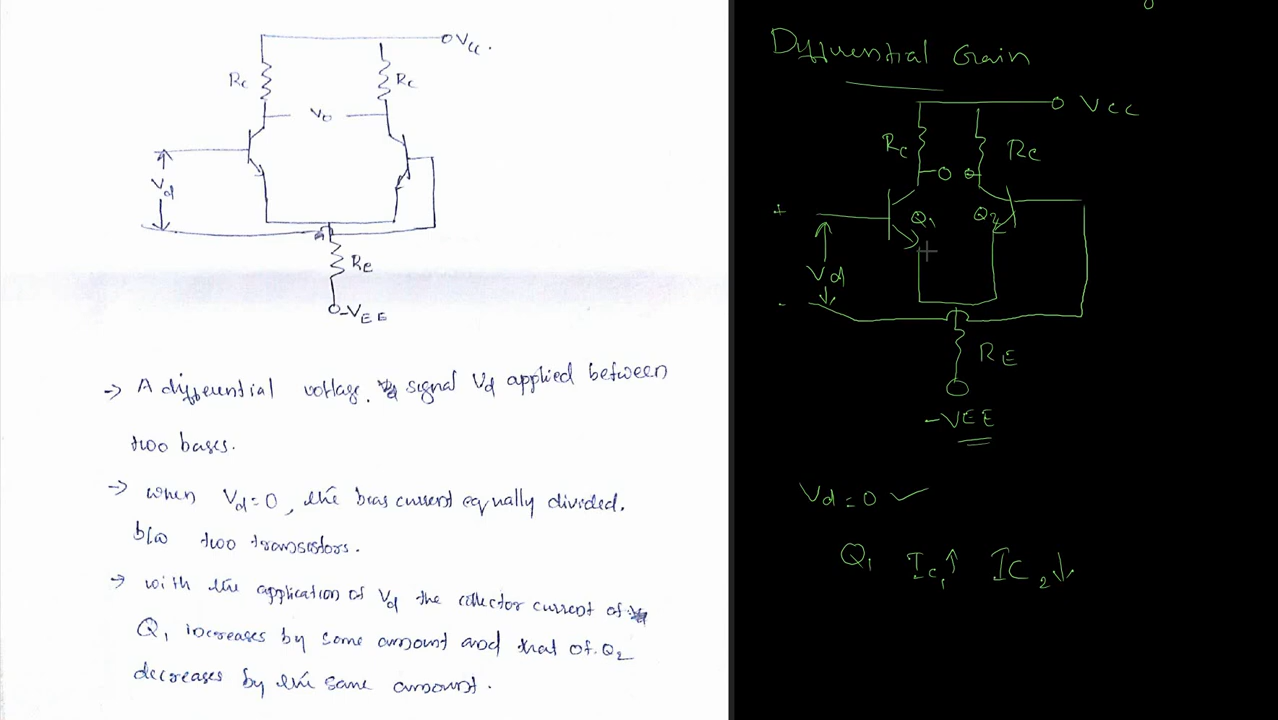 VCC.
RC
RC
V0
Vd
RE
-VEE
→ A differential voltage. signal Vd applied between
two bases.
→ when Vd=0, the bias current equally divided.
b/w two transistors.
→ with the application of Vd the collector current of
Q1 increases by some amount and that of Q2
decreases by the same amount.
Differential Gain
VCC
RC
RC
+
Q1
Q2
Vd
-
RE
-VEE
Vd = 0 ✓
Q1 IC1↑ IC2↓